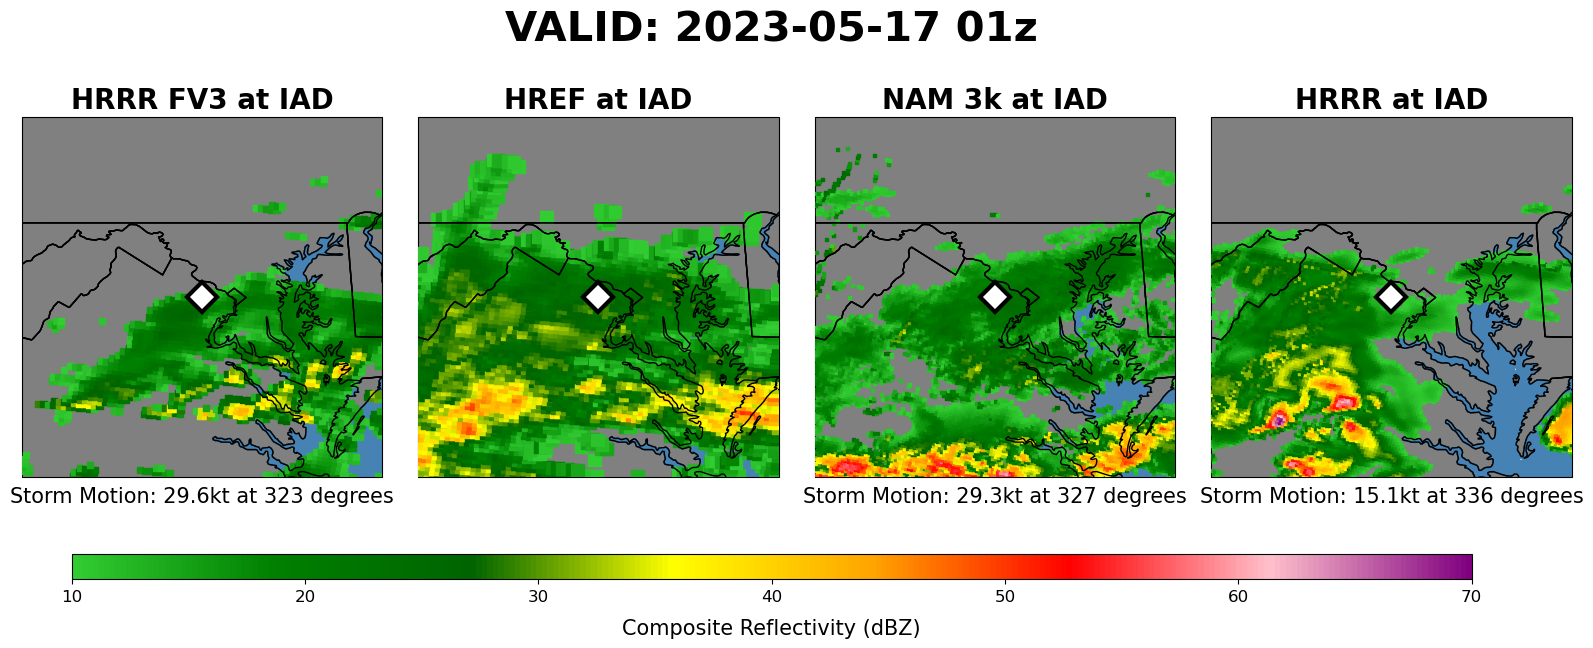 VALID: 2023-05-17 01z
HRRR FV3 at IAD
HREF at IAD
NAM 3k at IAD
HRRR at IAD
Storm Motion: 29.6kt at 323 degrees
Storm Motion: 29.3kt at 327 degrees
Storm Motion: 15.1kt at 336 degrees
10 20 30 40 50 60 70
Composite Reflectivity (dBZ)